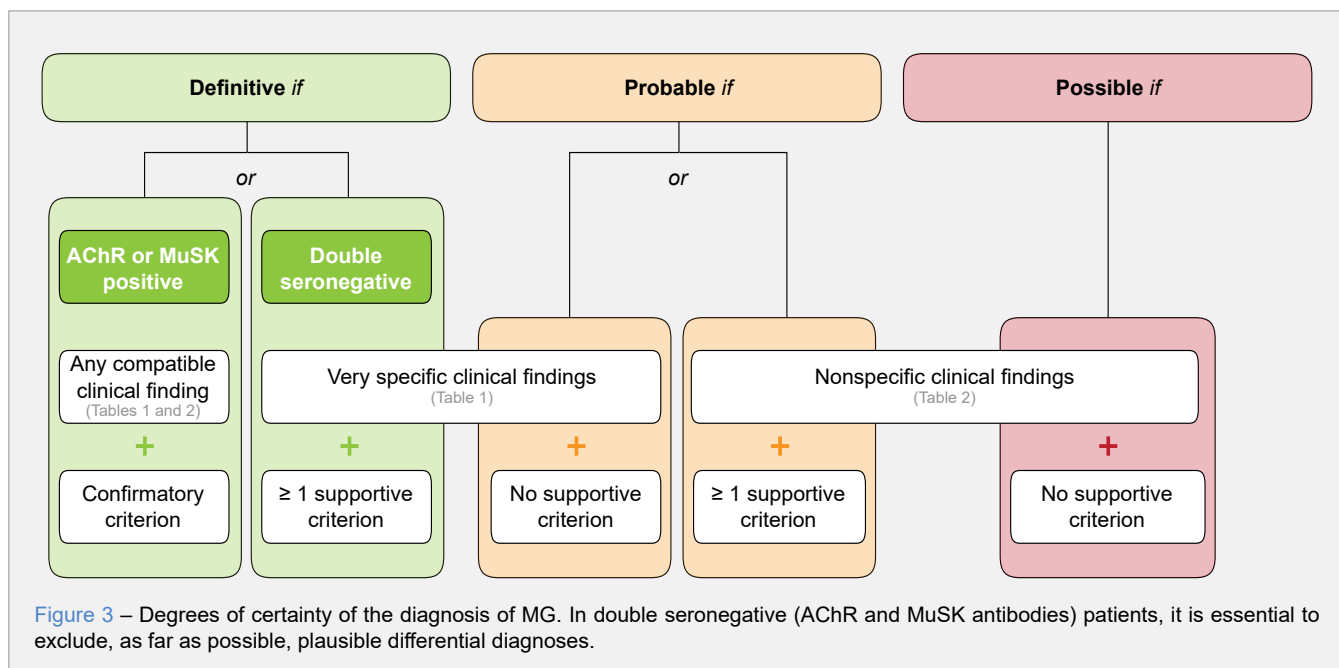 Definitive if
Probable if
Possible if
or
or
AChR or MuSK
positive
Double
seronegative
Any compatible
clinical finding
(Tables 1 and 2)
Very specific clinical findings
(Table 1)
Nonspecific clinical findings
(Table 2)
+
+
+
+
+
Confirmatory
criterion
≥ 1 supportive
criterion
No supportive
criterion
≥ 1 supportive
criterion
No supportive
criterion
Figure 3 – Degrees of certainty of the diagnosis of MG. In double seronegative (AChR and MuSK antibodies) patients, it is essential to
exclude, as far as possible, plausible differential diagnoses.